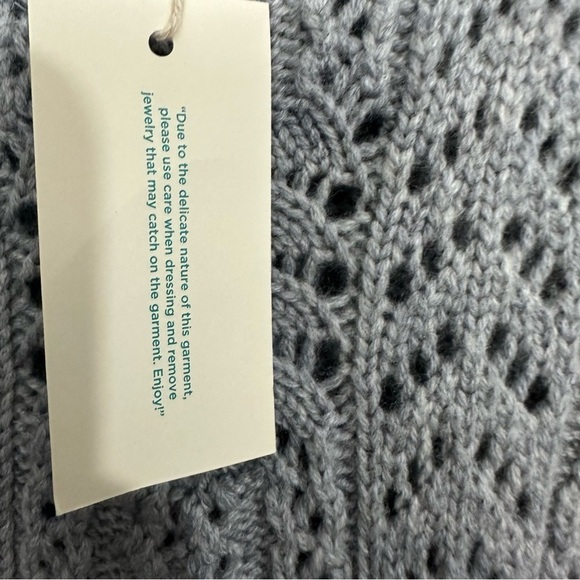 "Due to the delicate nature of this garment,
please use care when dressing and remove
jewelry that may catch on the garment. Enjoy!"